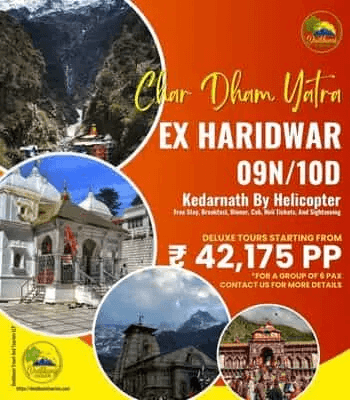 Char Dham Yatra
EX HARIDWAR
09N/10D
Kedarnath By Helicopter
Free Stay, Breakfast, Dinner, Cab, Heli Tickets, And Sightseeing
DELUXE TOURS STARTING FROM
₹ 42,175 PP
*FOR A GROUP OF 6 PAX
CONTACT US FOR MORE DETAILS